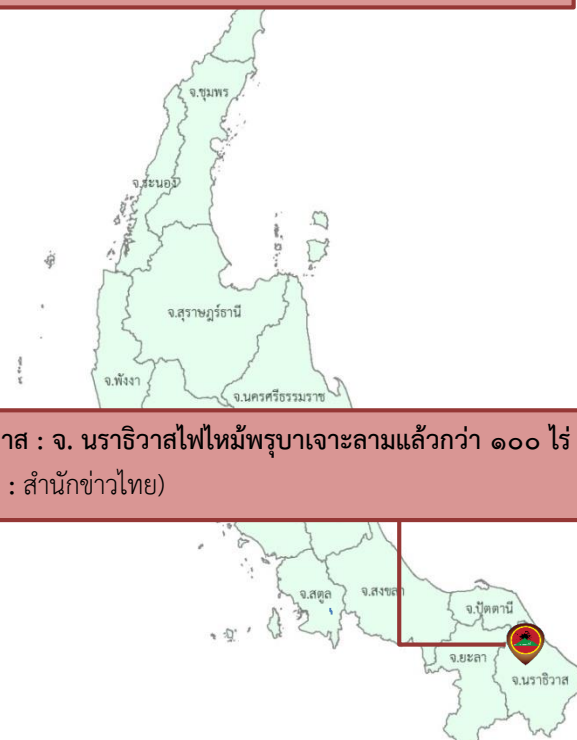 จ.ชุมพร
จ.ระนอง
จ.สุราษฎร์ธานี
จ.พังงา
จ.นครศรีธรรมราช
าส : จ. นราธิวาสไฟไหม้พรุบาเจาะลามแล้วกว่า ๑๐๐ ไร่
: สำนักข่าวไทย)
จ.สตูล
จ.สงขลา
จ.ปัตตานี
จ.ยะลา
จ.นราธิวาส